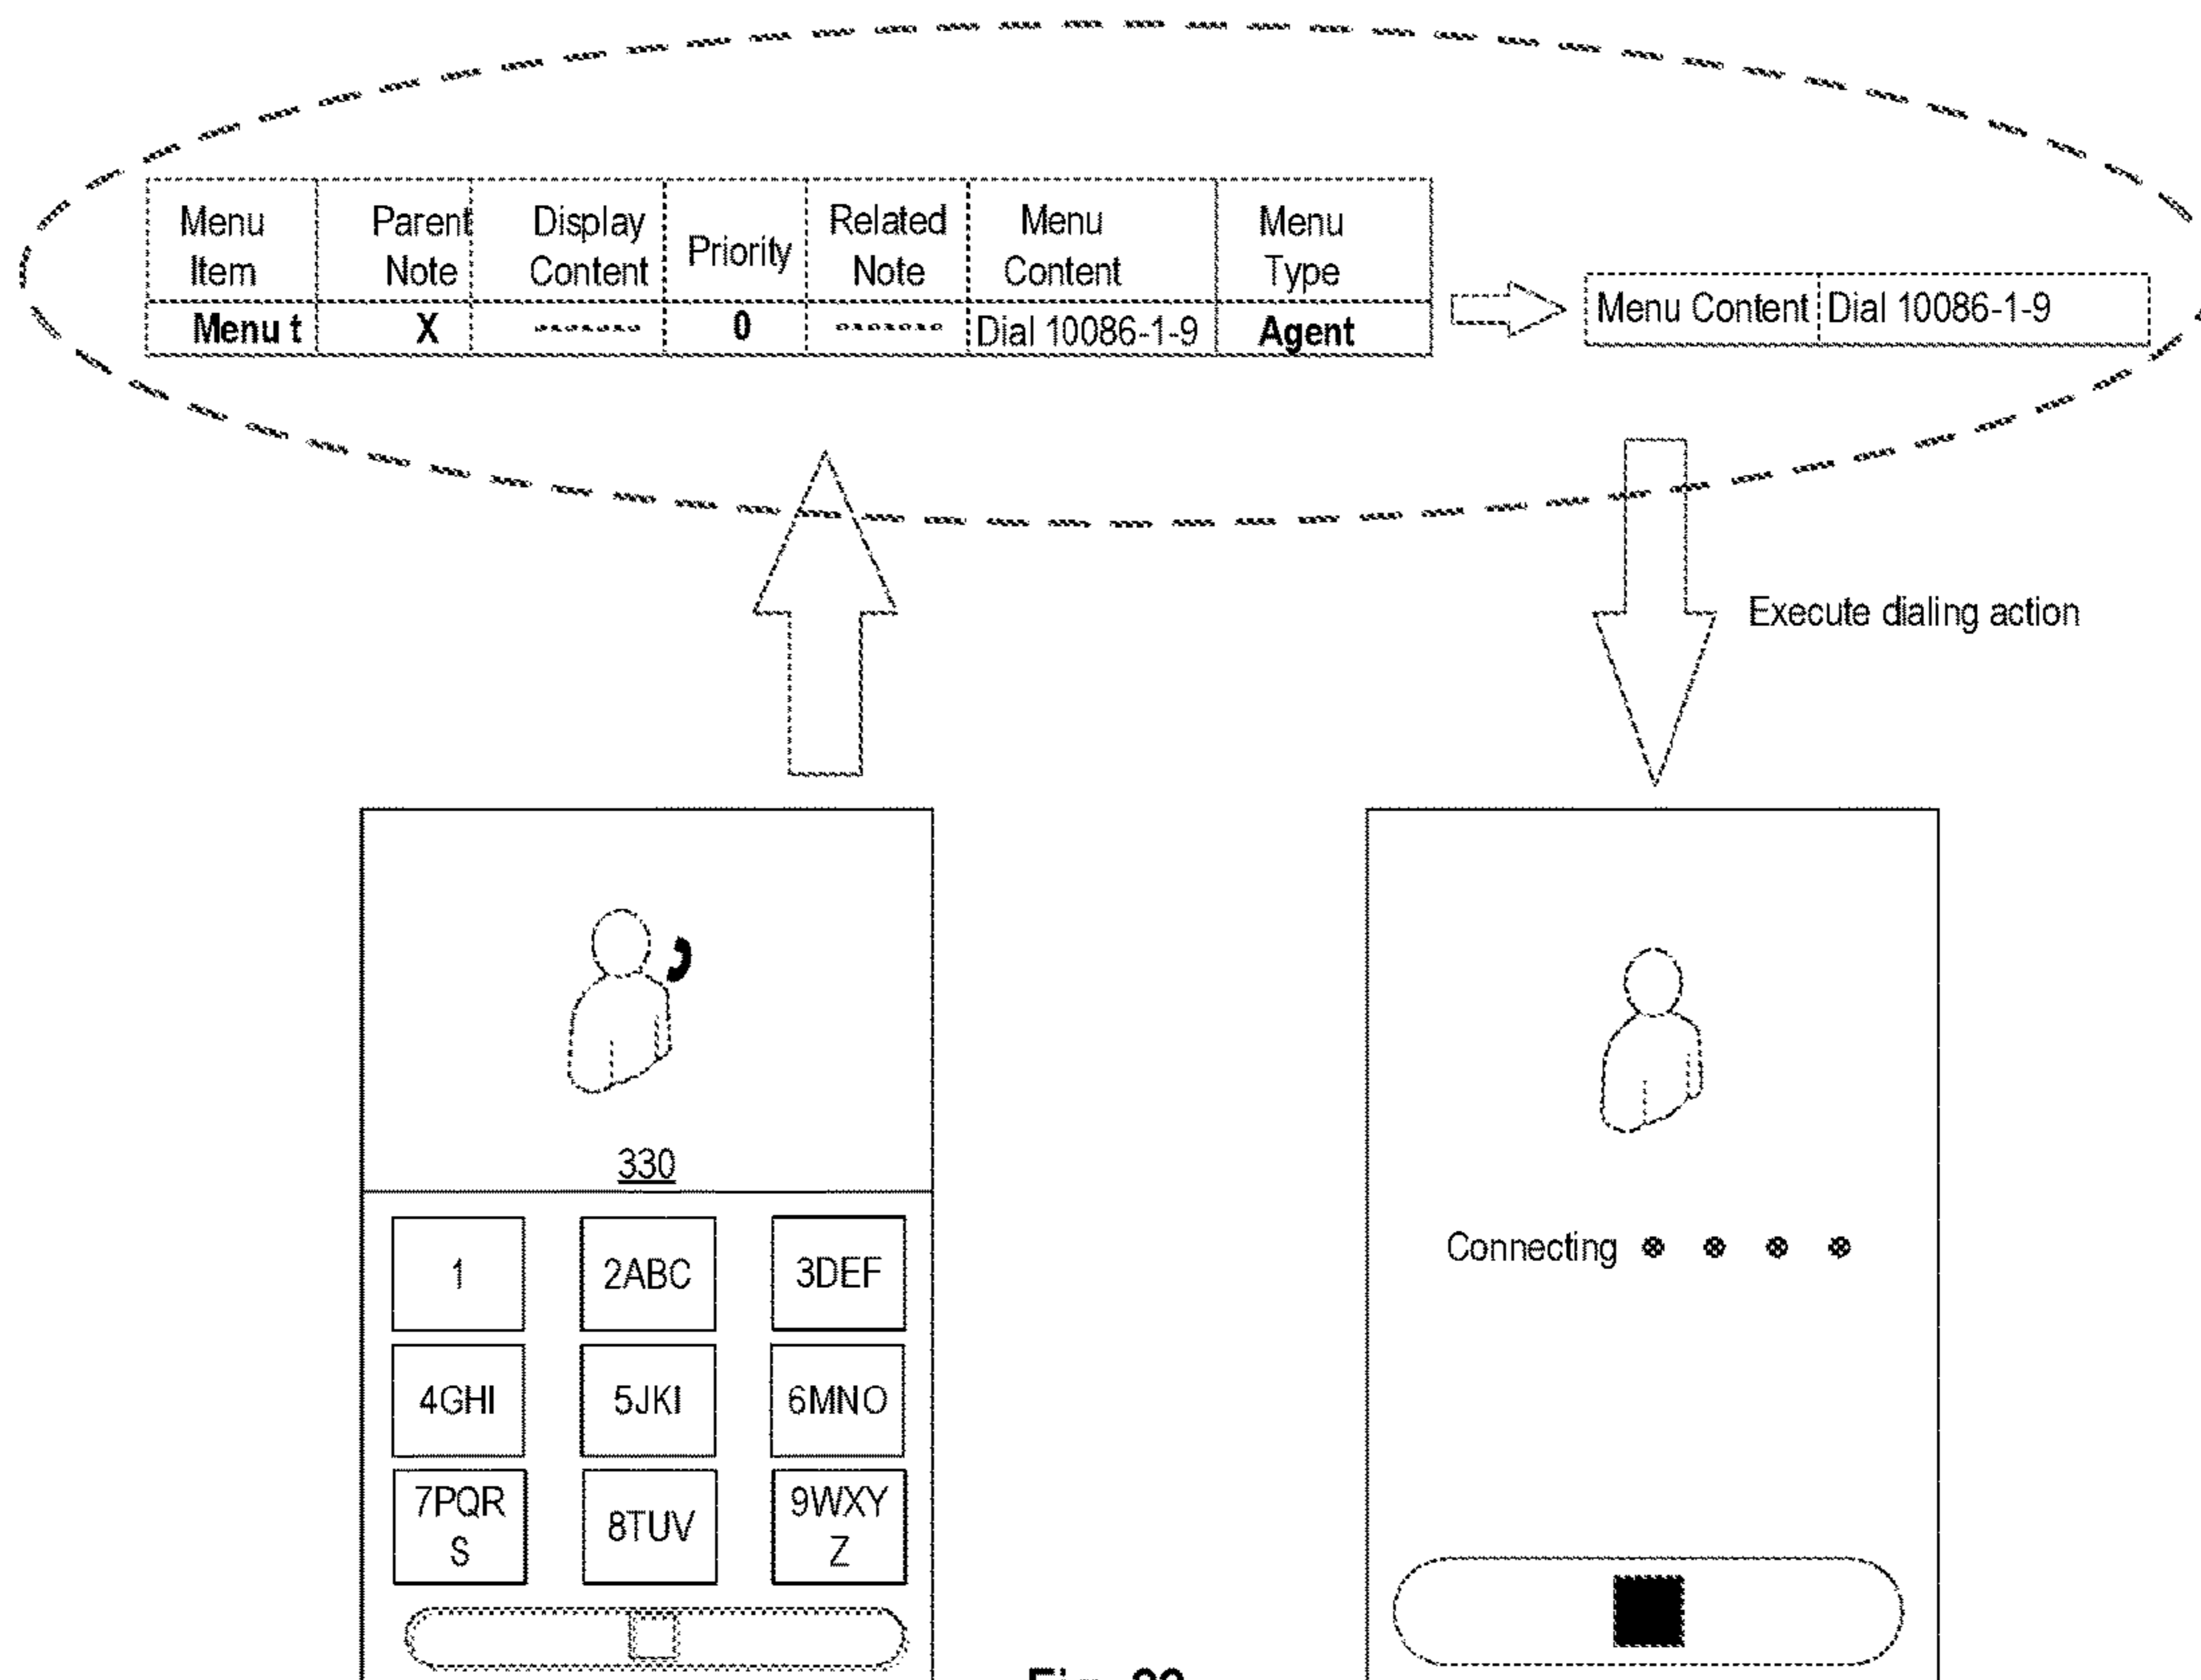 Menu Item
Parent Note
Display Content
Priority
Related Note
Menu Content
Menu Type
Menu t
X
0
Dial 10086-1-9
Agent
Menu Content
Dial 10086-1-9
Execute dialing action
330
1
2ABC
3DEF
4GHI
5JKI
6MNO
7PQR
S
8TUV
9WXY
Z
Connecting